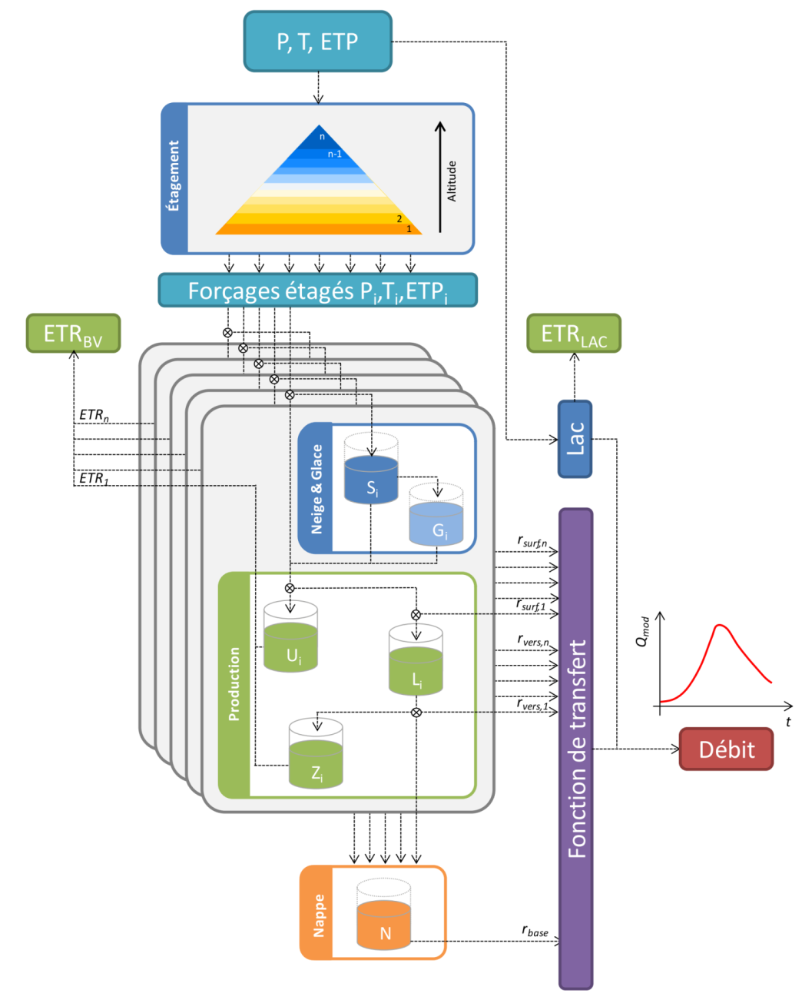 P, T, ETP
Étagement
n
n-1
2
1
Altitude
Forçages étagés Pi,Ti,ETPi
ETRBV
ETRLAC
ETRn
ETR1
Lac
Neige & Glace
Si
Gi
rsurf,n
rsurf,1
Production
Ui
Li
Zi
rvers,n
rvers,1
Fonction de transfert
Qmod
t
Débit
Nappe
N
rbase